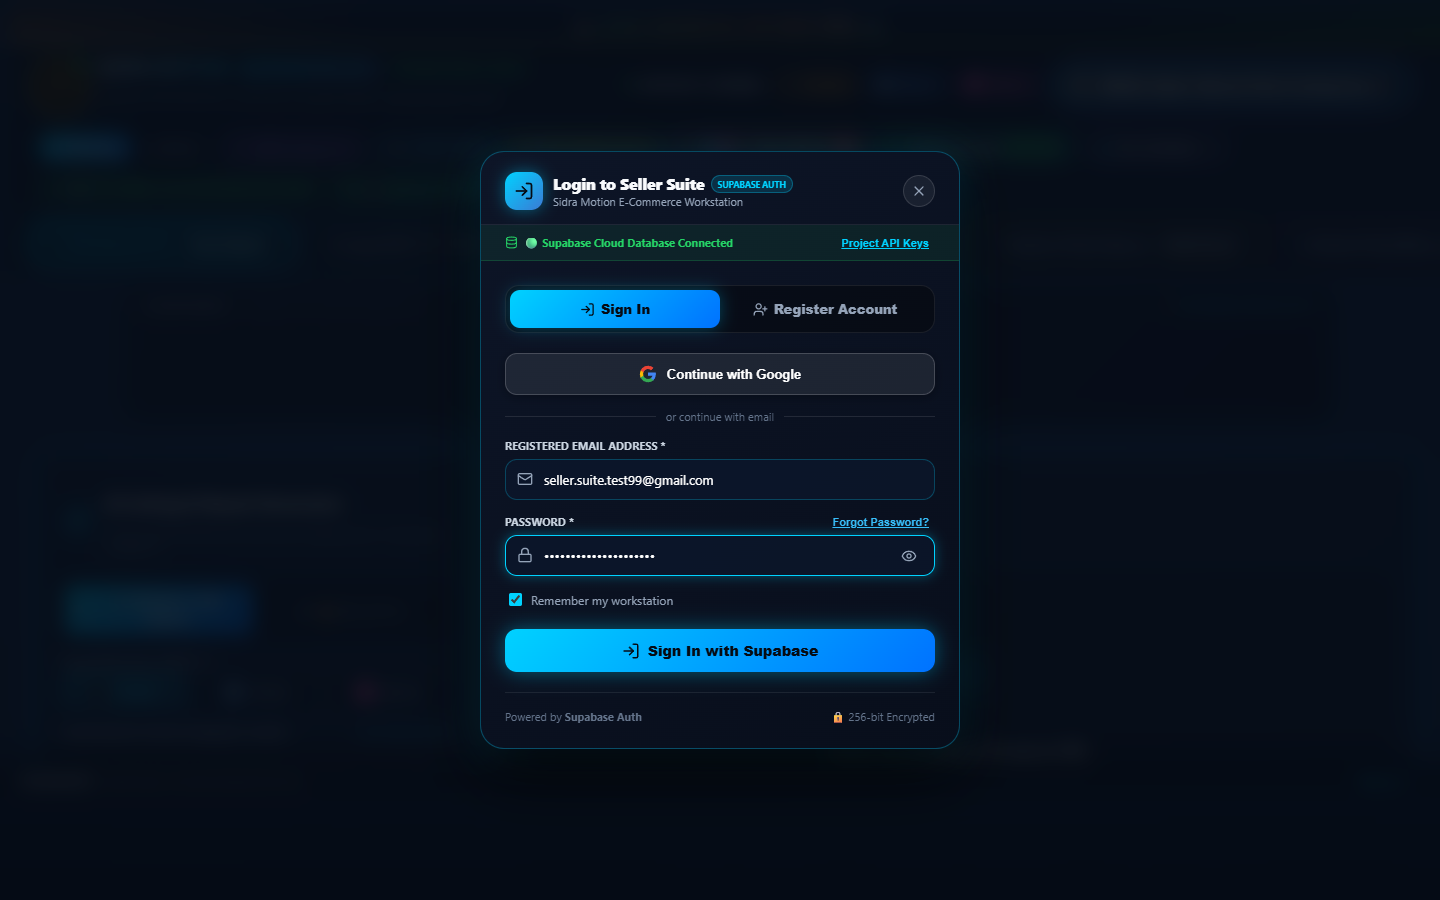 Login to Seller Suite SUPABASE AUTH
Sidra Motion E-Commerce Workstation
Supabase Cloud Database Connected Project API Keys
Sign In Register Account
Continue with Google
or continue with email
REGISTERED EMAIL ADDRESS *
seller.suite.test99@gmail.com
PASSWORD * Forgot Password?
•••••••••••••••••••••
Remember my workstation
Sign In with Supabase
Powered by Supabase Auth 256-bit Encrypted